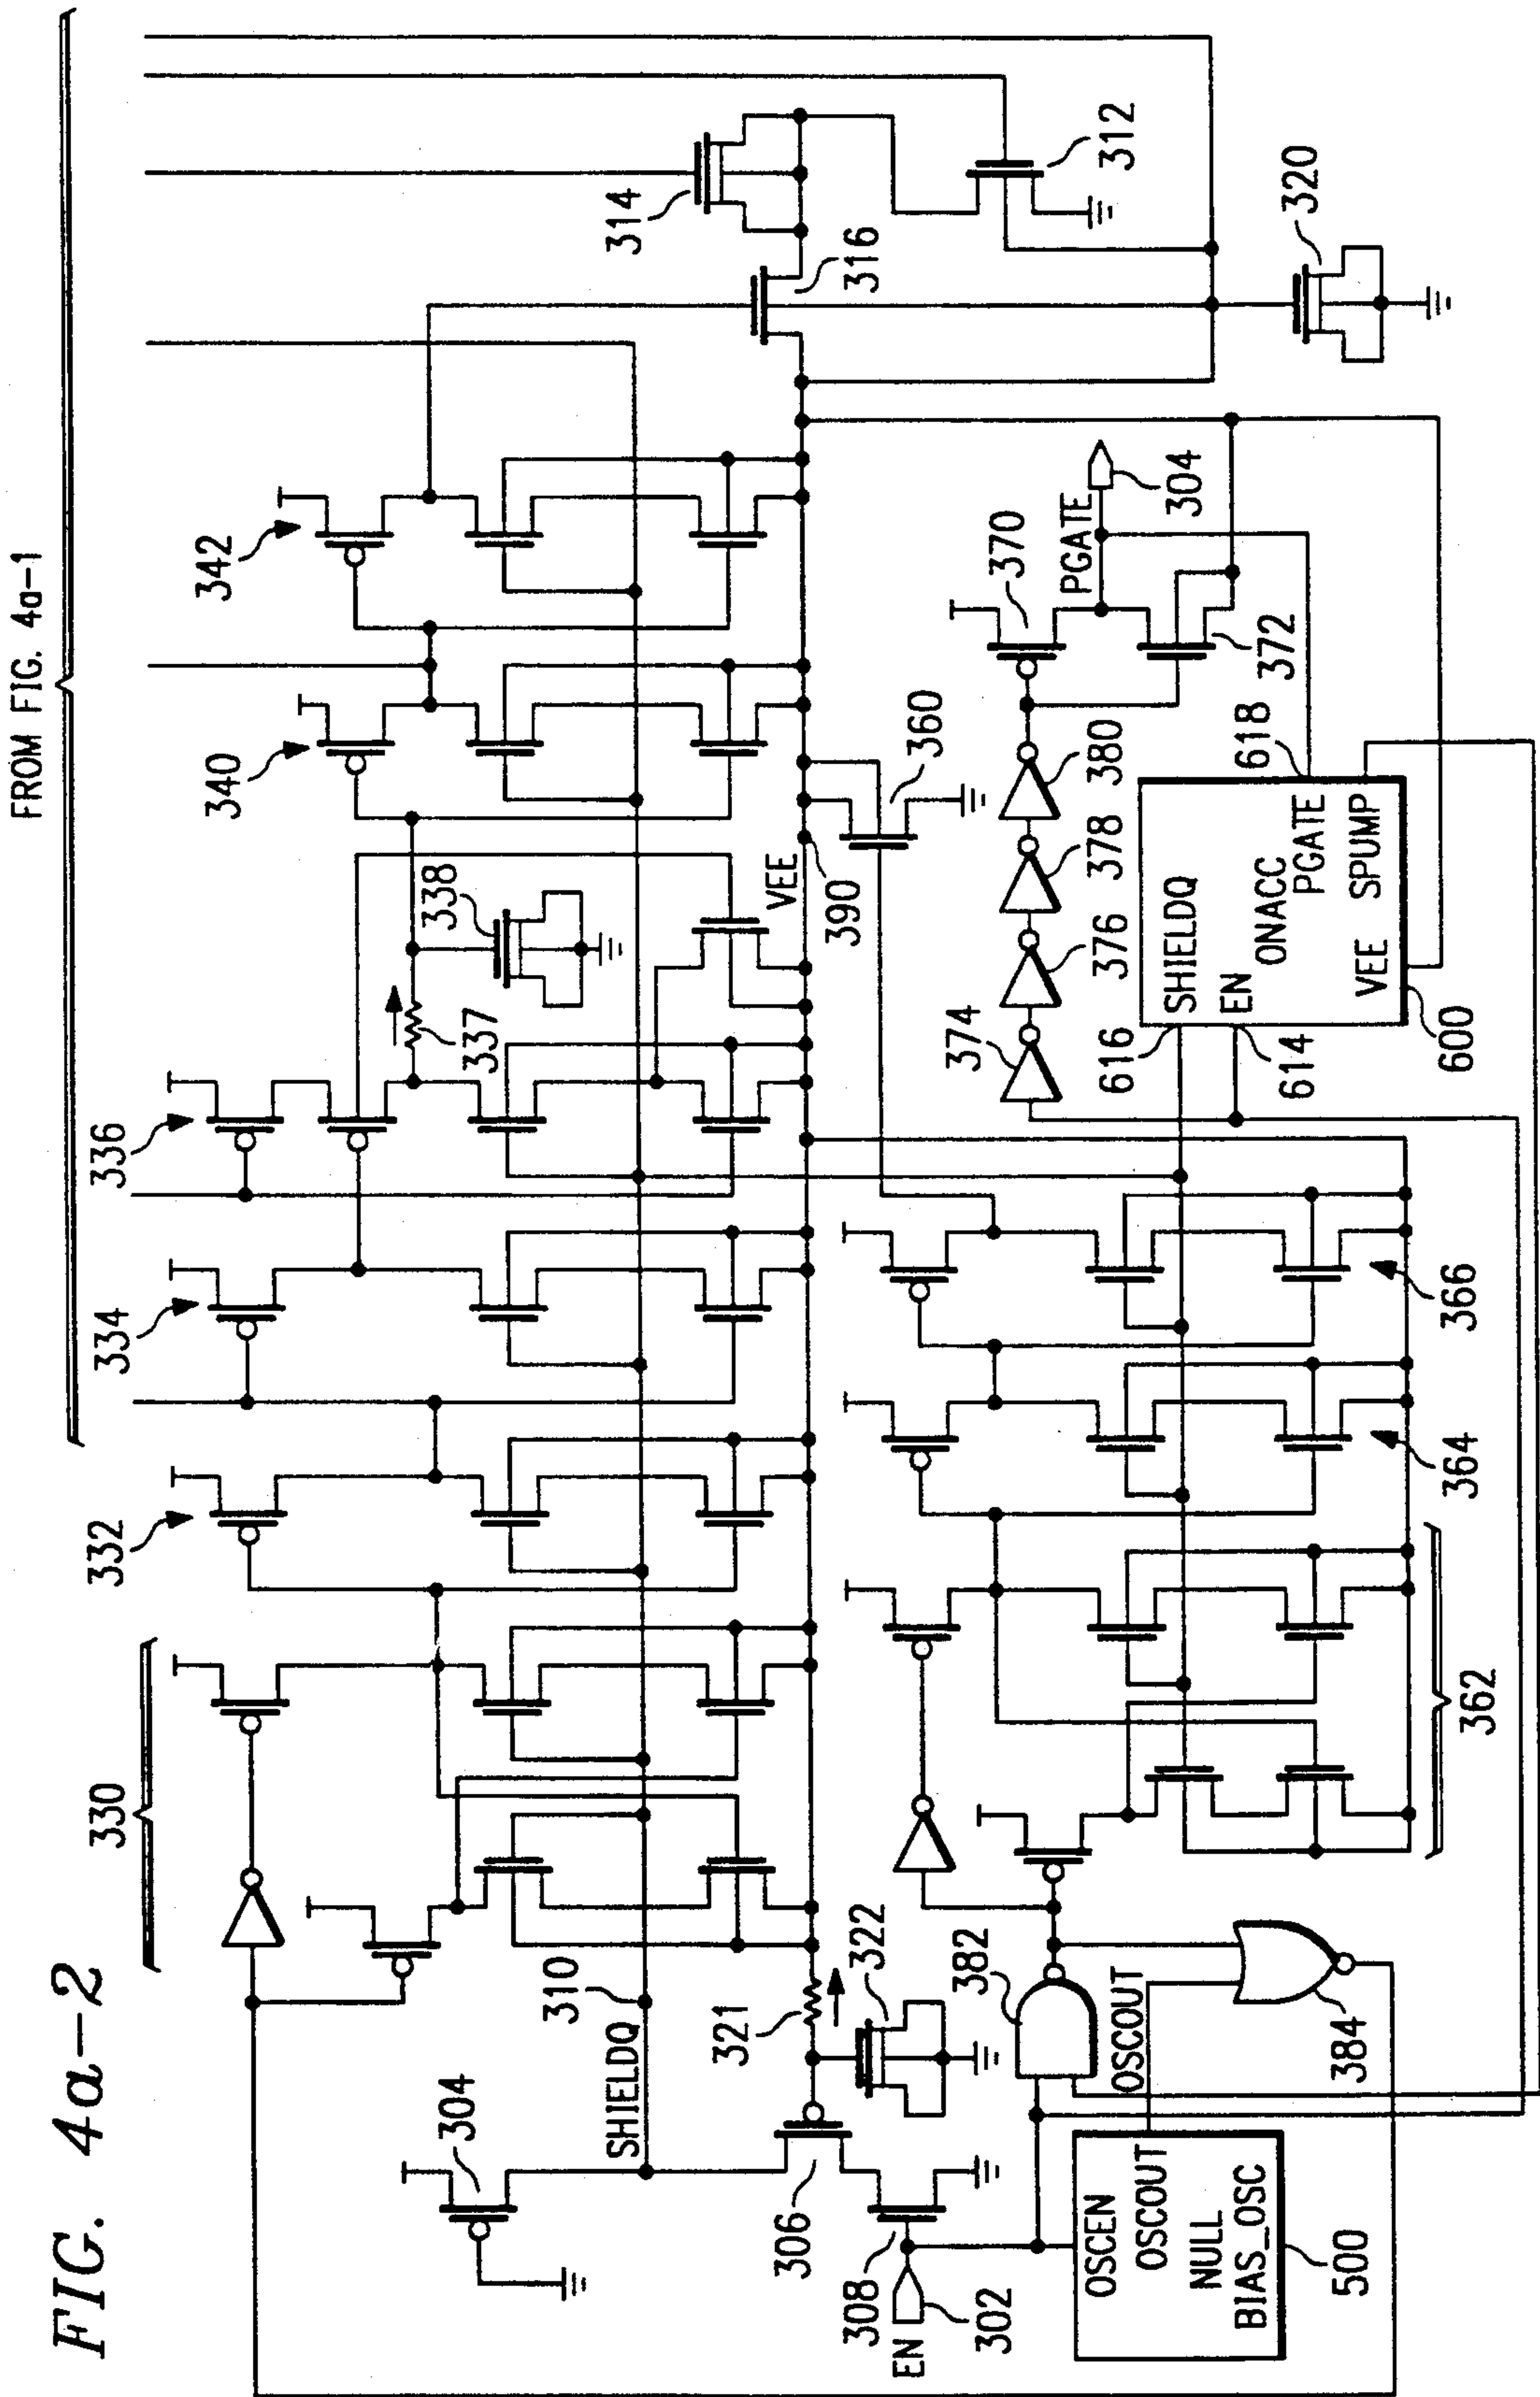 FROM FIG. 4a-1
FIG. 4a-2
330
332
334
336
340
342
314
316
312
320
337
338
VEE
390
360
304
SHIELDQ
310
321
322
306
308
EN
302
OSCEN
OSCOUT
NULL
BIAS_OSC
500
382
OSCOUT
384
362
364
366
374
376
378
380
370
372
PGATE
304
616
614
618
SHIELDQ
EN
ONACC
PGATE
VEE SPUMP
600